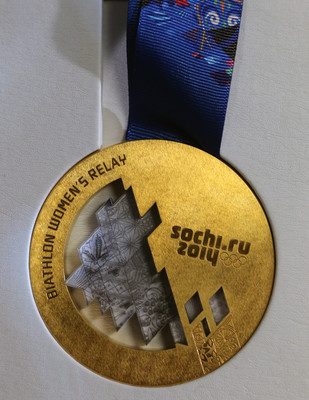 BIATHLON WOMEN'S RELAY
sochi.ru
2014